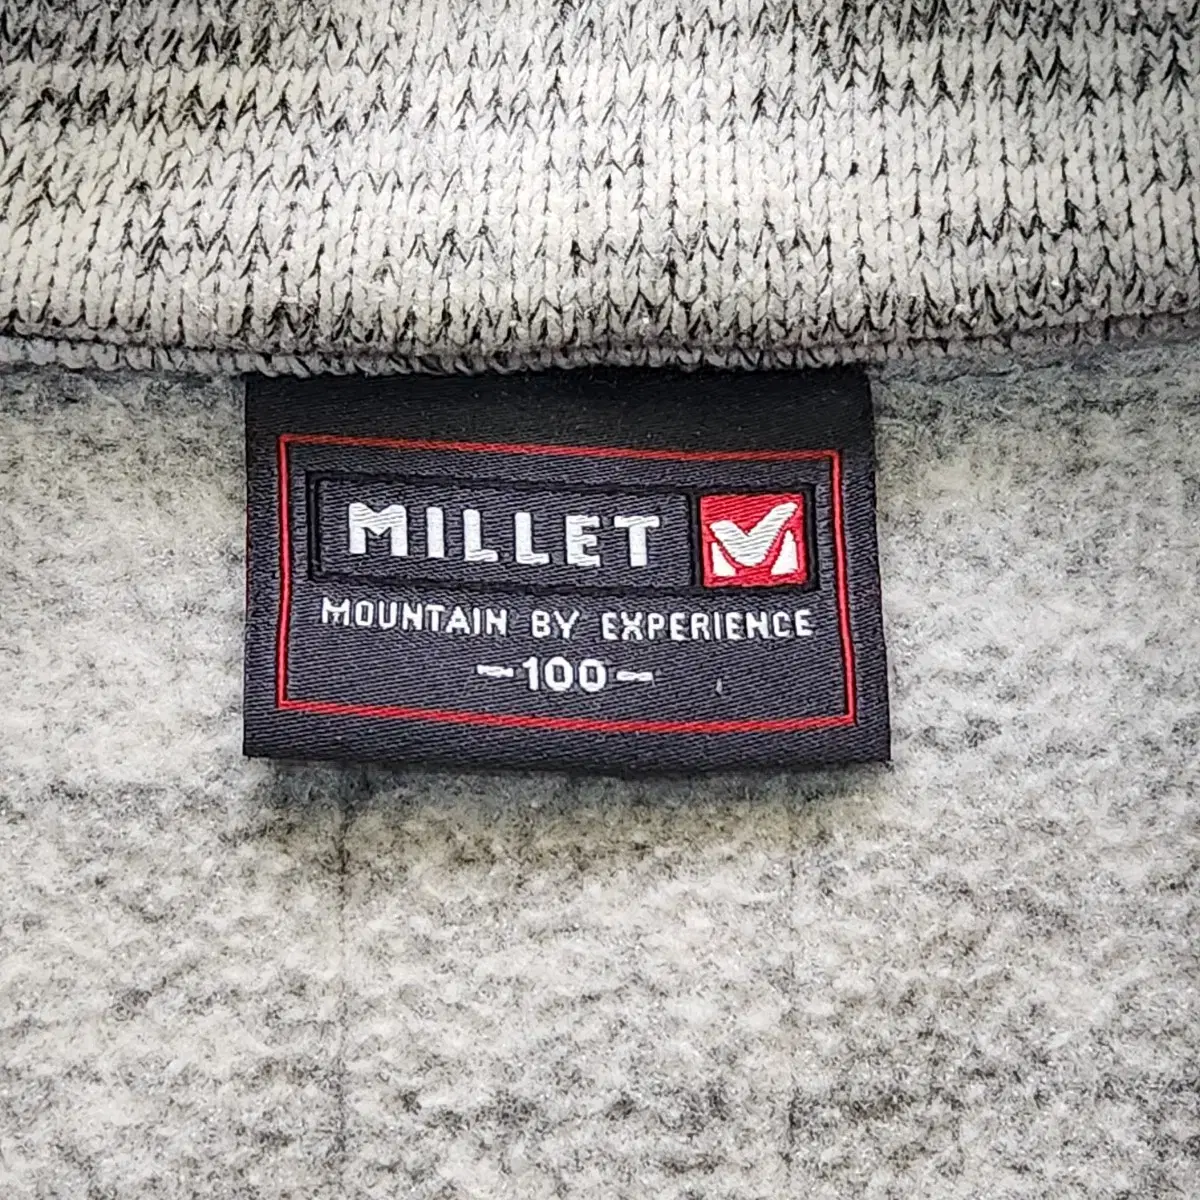 MILLET
MOUNTAIN BY EXPERIENCE
-100-